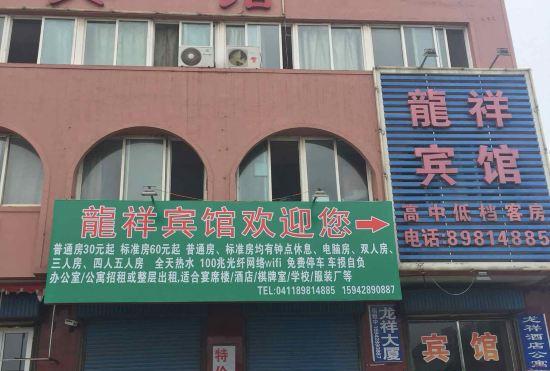 宾馆
龍祥宾馆欢迎您
普通房30元起 标准房60元起 普通房、标准房均有钟点休息、电脑房、双人房、
三人房、四人五人房 全天热水 100兆光纤网络wifi 免费停车 车损自负
办公室/公寓招租或整层出租,适合宴席楼/酒店/棋牌室/学校/服装厂等
TEL:041189814885 15942890887
龍祥
宾馆
高中低档客房
电话:89814885
龙祥大厦
特价
宾馆
龙祥酒店公寓